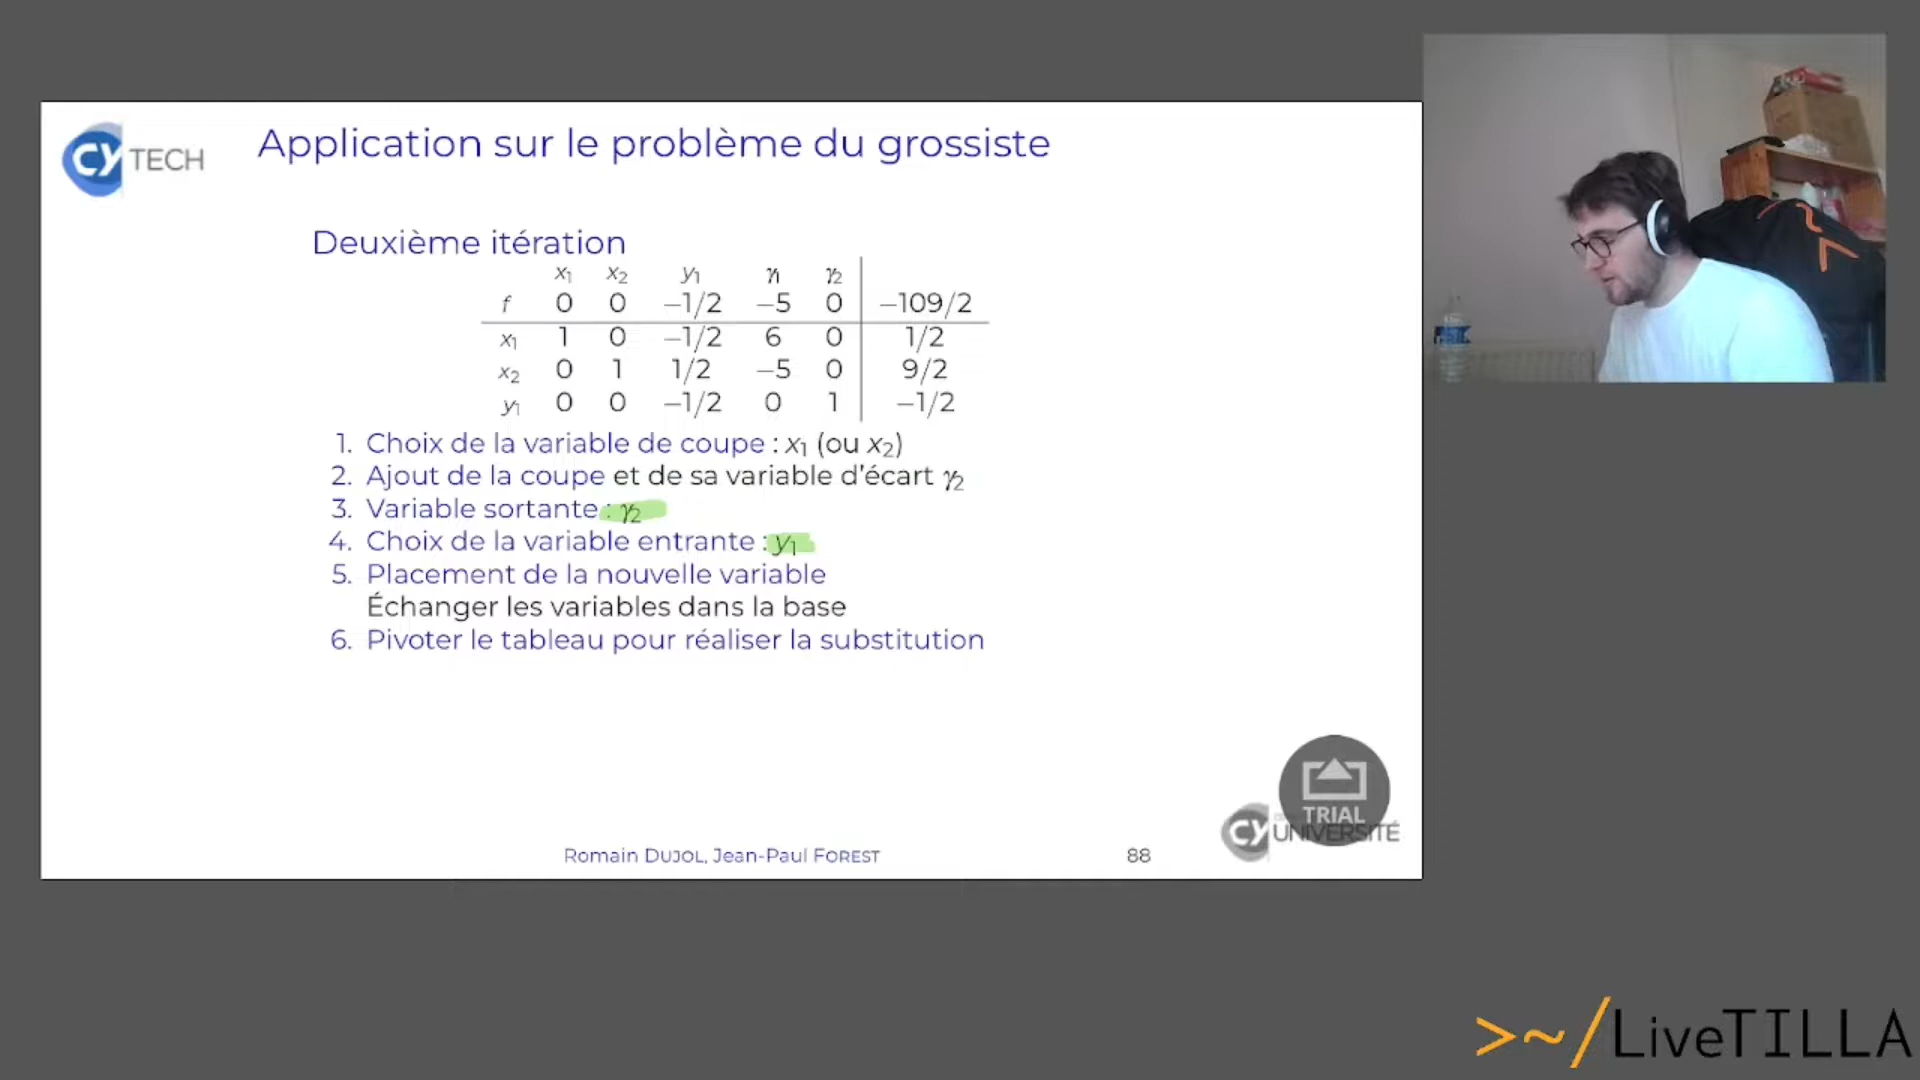 CY TECH
Application sur le problème du grossiste
Deuxième itération
x1 x2 y1 γ1 γ2
f 0 0 −1/2 −5 0 −109/2
x1 1 0 −1/2 6 0 1/2
x2 0 1 1/2 −5 0 9/2
y1 0 0 −1/2 0 1 −1/2
1. Choix de la variable de coupe : x1 (ou x2)
2. Ajout de la coupe et de sa variable d'écart γ2
3. Variable sortante : γ2
4. Choix de la variable entrante : y1
5. Placement de la nouvelle variable
Échanger les variables dans la base
6. Pivoter le tableau pour réaliser la substitution
TRIAL
CY UNIVERSITÉ
Romain DUJOL, Jean-Paul FOREST
88
>~/LiveTILLA